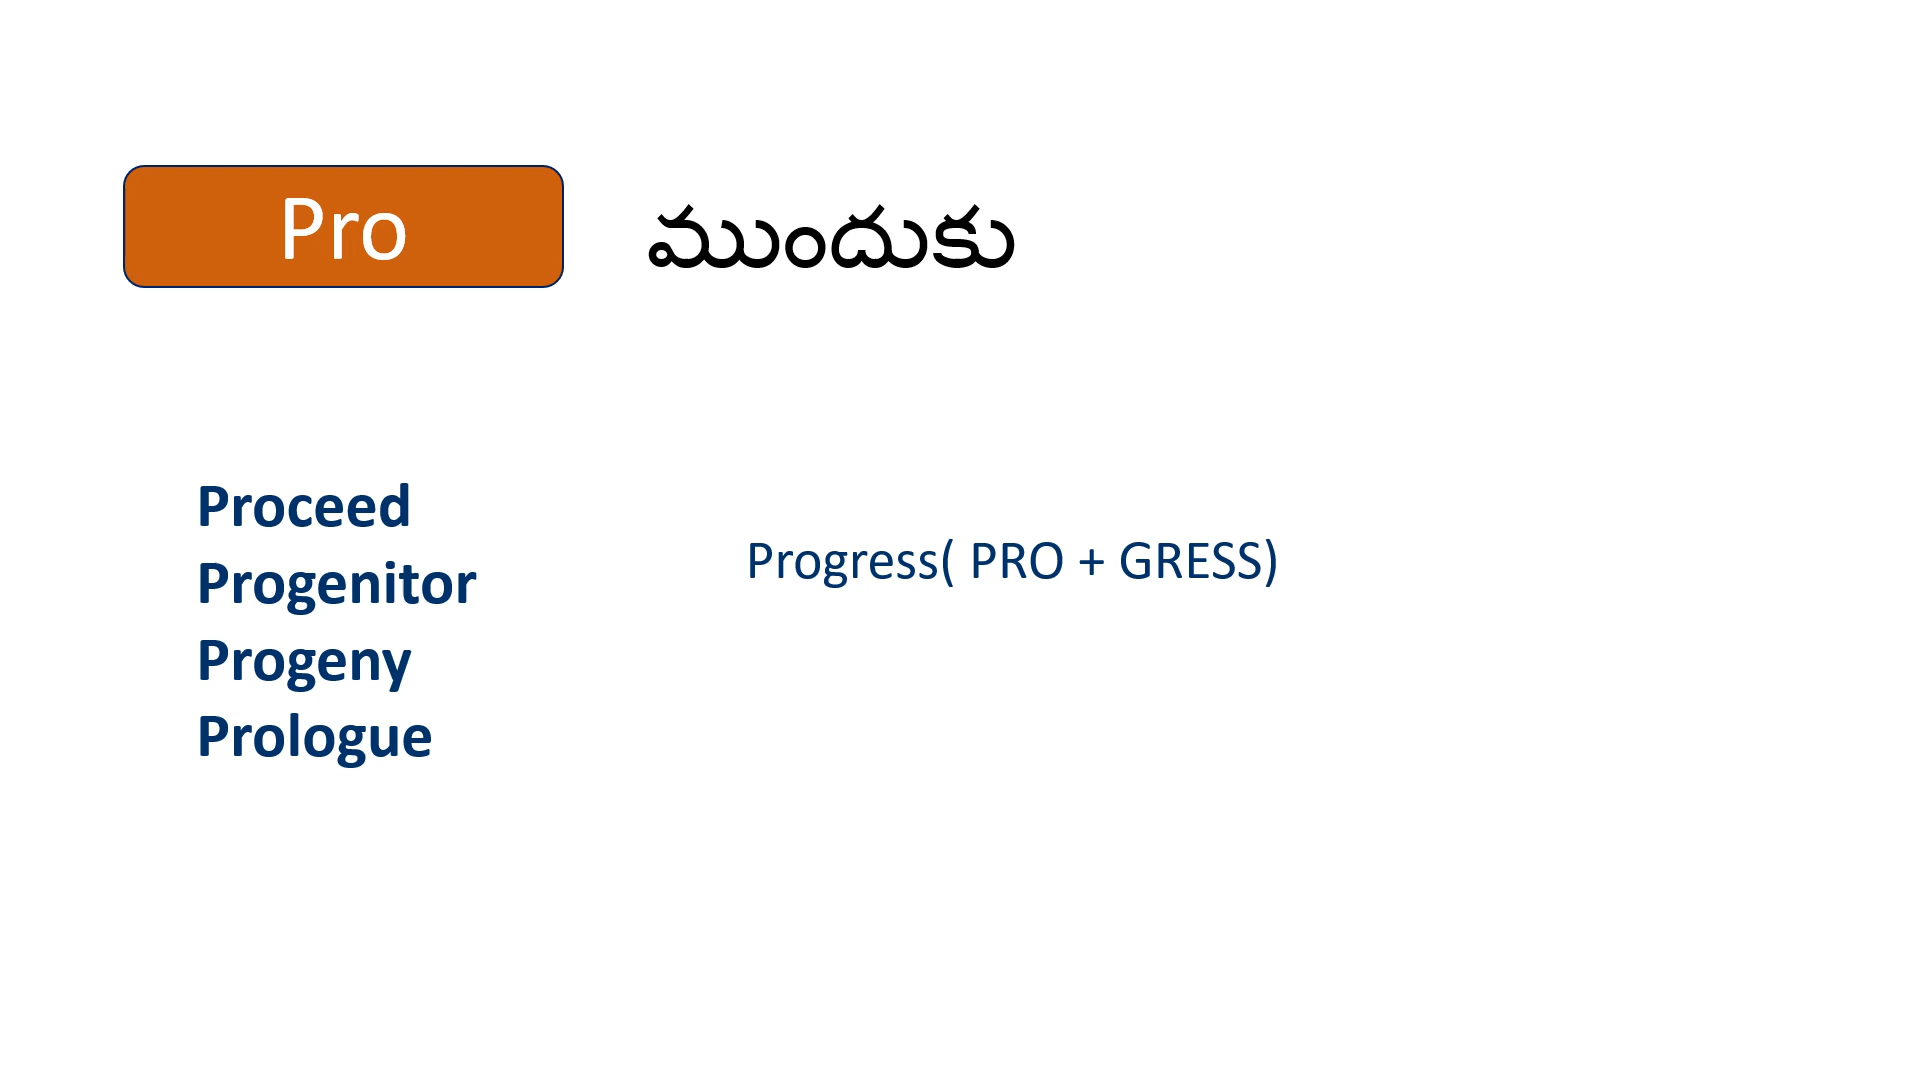 Pro
ముందుకు
Proceed
Progenitor
Progeny
Prologue
Progress( PRO + GRESS)